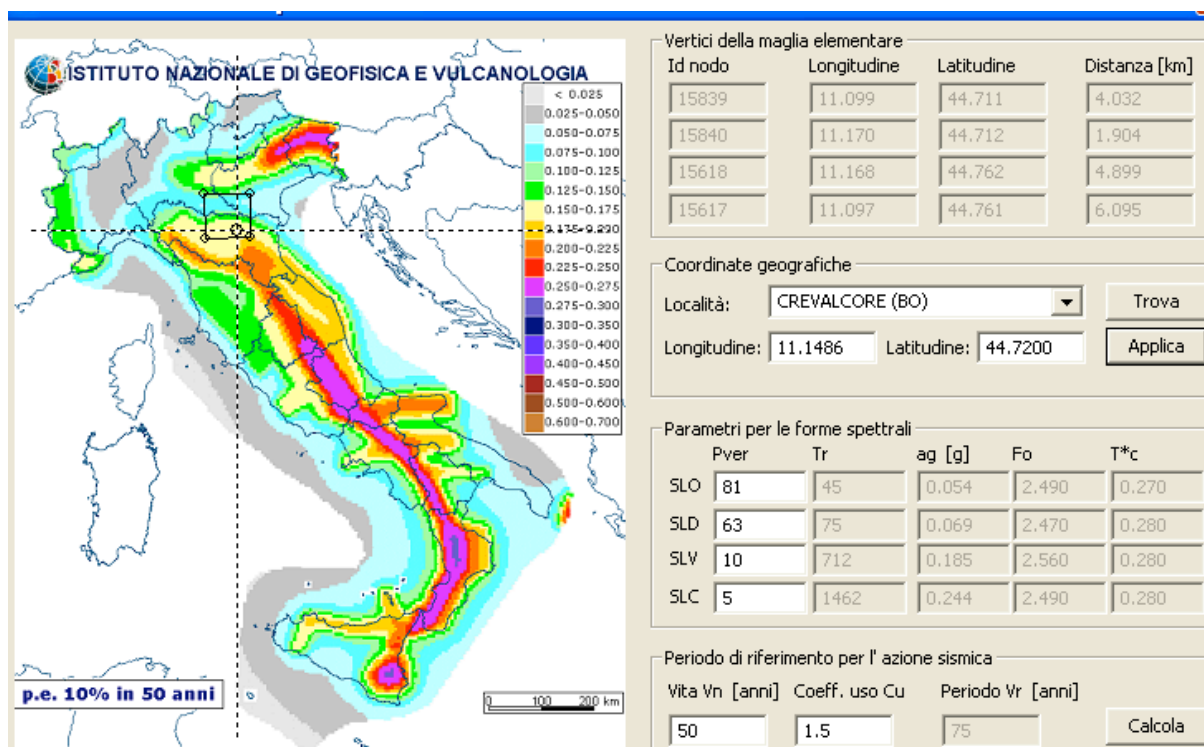 ISTITUTO NAZIONALE DI GEOFISICA E VULCANOLOGIA
< 0.025
0.025-0.050
0.050-0.075
0.075-0.100
0.100-0.125
0.125-0.150
0.150-0.175
0.175-0.200
0.200-0.225
0.225-0.250
0.250-0.275
0.275-0.300
0.300-0.350
0.350-0.400
0.400-0.450
0.450-0.500
0.500-0.600
0.600-0.700
p.e. 10% in 50 anni
0 100 200 km
Vertici della maglia elementare
Id nodo Longitudine Latitudine Distanza [km]
15839 11.099 44.711 4.032
15840 11.170 44.712 1.904
15618 11.168 44.762 4.899
15617 11.097 44.761 6.095
Coordinate geografiche
Località: CREVALCORE (BO) Trova
Longitudine: 11.1486 Latitudine: 44.7200 Applica
Parametri per le forme spettrali
Pver Tr ag [g] Fo T*c
SLO 81 45 0.054 2.490 0.270
SLD 63 75 0.069 2.470 0.280
SLV 10 712 0.185 2.560 0.280
SLC 5 1462 0.244 2.490 0.280
Periodo di riferimento per l' azione sismica
Vita Vn [anni] Coeff. uso Cu Periodo Vr [anni]
50 1.5 75 Calcola